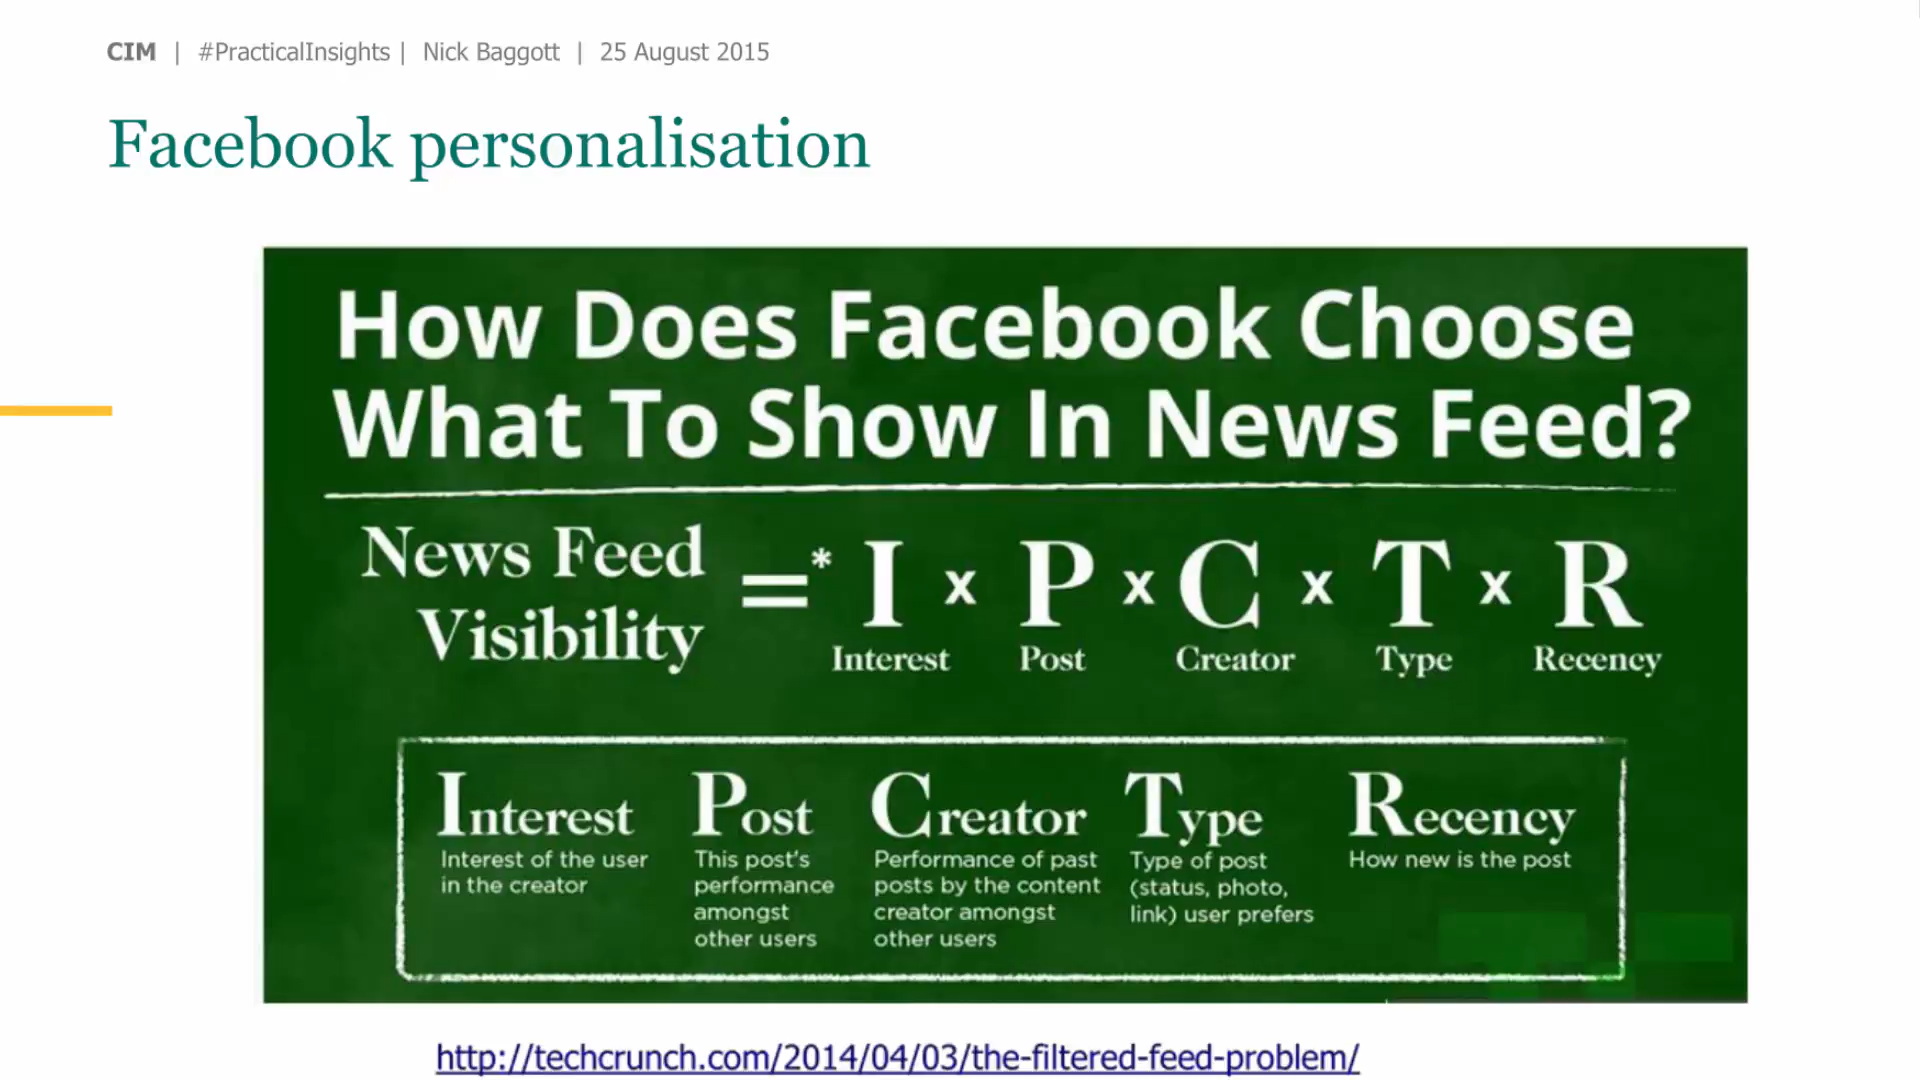 CIM | #PracticalInsights | Nick Baggott | 25 August 2015
Facebook personalisation
How Does Facebook Choose
What To Show In News Feed?
News Feed
Visibility
=* I x P x C x T x R
Interest Post Creator Type Recency
Interest
Interest of the user
in the creator
Post
This post's
performance
amongst
other users
Creator
Performance of past
posts by the content
creator amongst
other users
Type
Type of post
(status, photo,
link) user prefers
Recency
How new is the post
http://techcrunch.com/2014/04/03/the-filtered-feed-problem/